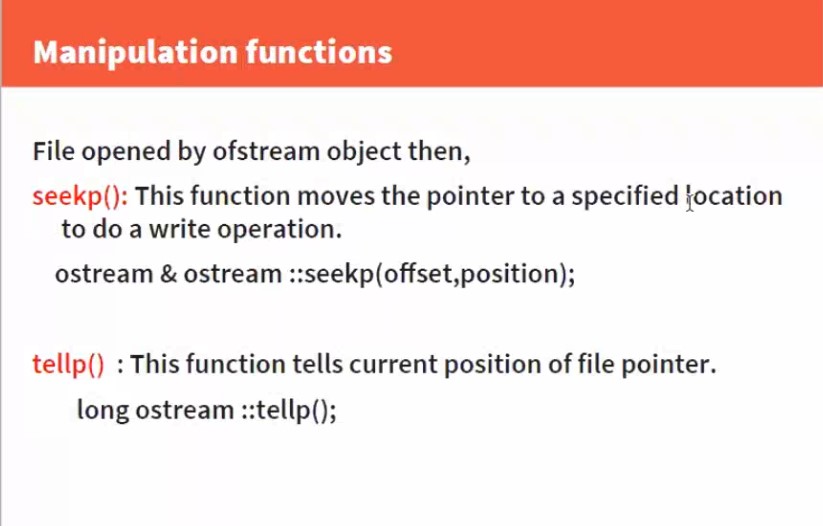 Manipulation functions
File opened by ofstream object then,
seekp(): This function moves the pointer to a specified location
to do a write operation.
ostream & ostream ::seekp(offset,position);
tellp() : This function tells current position of file pointer.
long ostream ::tellp();